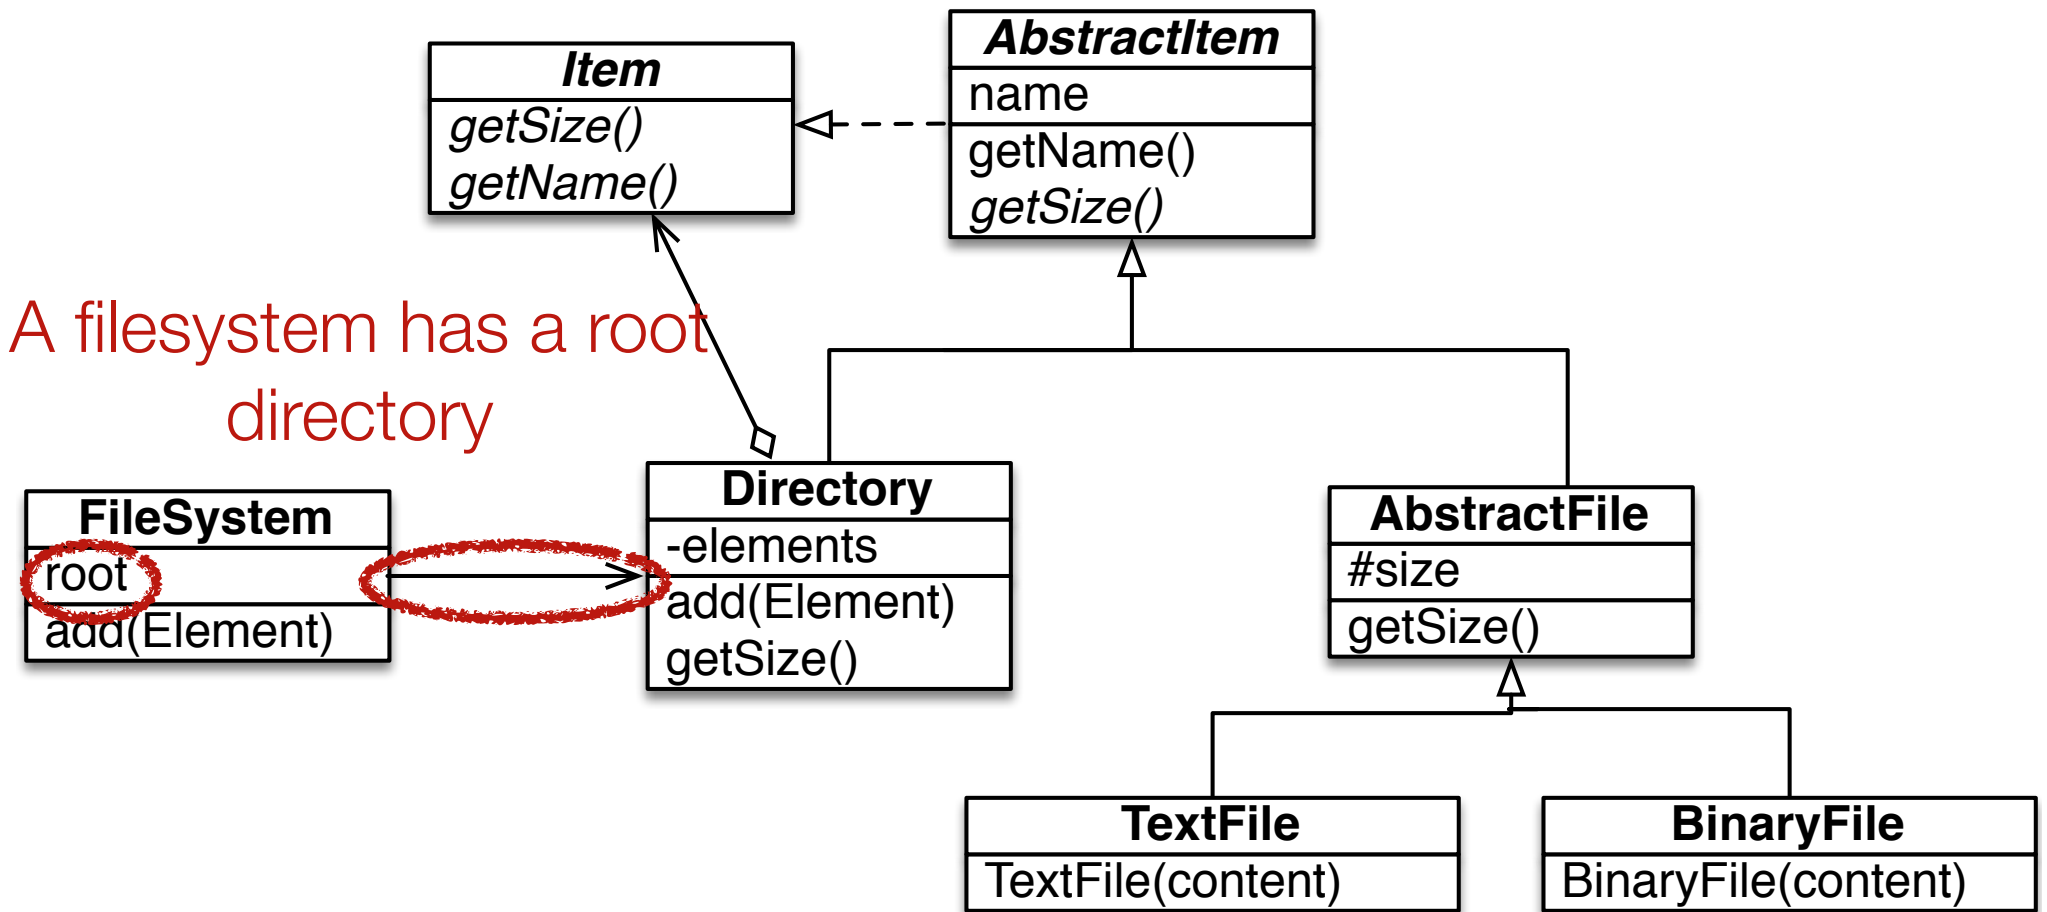 Item
getSize()
getName()
AbstractItem
name
getName()
getSize()
A filesystem has a root
directory
FileSystem
root
add(Element)
Directory
-elements
add(Element)
getSize()
AbstractFile
#size
getSize()
TextFile
TextFile(content)
BinaryFile
BinaryFile(content)